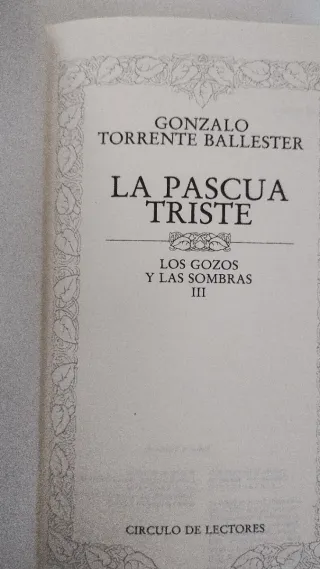 GONZALO
TORRENTE BALLESTER
LA PASCUA
TRISTE
LOS GOZOS
Y LAS SOMBRAS
III
CIRCULO DE LECTORES